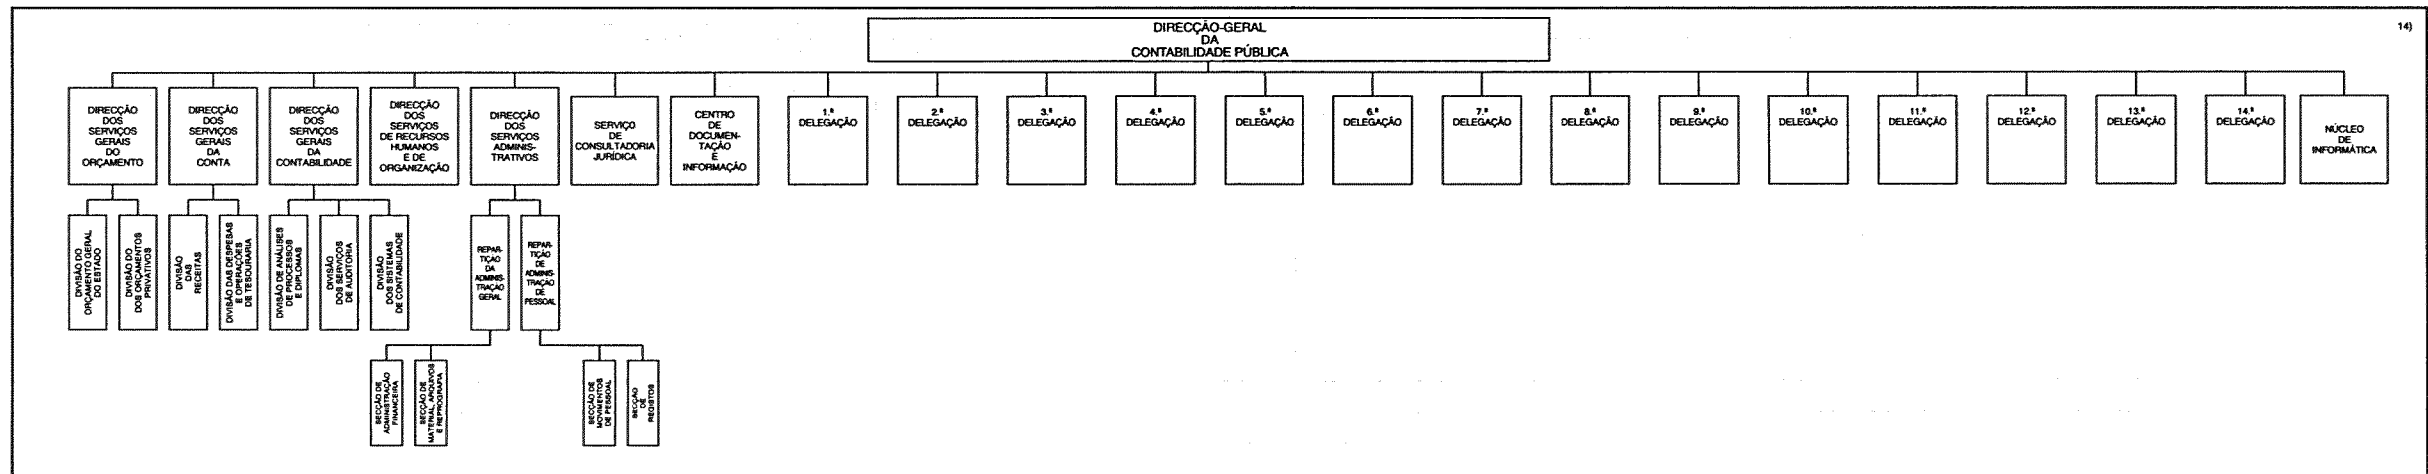 DIRECÇÃO-GERAL
DA
CONTABILIDADE PÚBLICA
14)
DIRECÇÃO
DOS
SERVIÇOS
GERAIS
DO
ORÇAMENTO
DIRECÇÃO
DOS
SERVIÇOS
GERAIS
DA
CONTA
DIRECÇÃO
DOS
SERVIÇOS
GERAIS
DA
CONTABILIDADE
DIRECÇÃO
DOS
SERVIÇOS
DE RECURSOS
HUMANOS
E DE
ORGANIZAÇÃO
DIRECÇÃO
DOS
SERVIÇOS
ADMINIS-
TRATIVOS
SERVIÇO
DE
CONSULTADORIA
JURÍDICA
CENTRO
DE
DOCUMEN-
TAÇÃO
E
INFORMAÇÃO
1.ª
DELEGAÇÃO
2.ª
DELEGAÇÃO
3.ª
DELEGAÇÃO
4.ª
DELEGAÇÃO
5.ª
DELEGAÇÃO
6.ª
DELEGAÇÃO
7.ª
DELEGAÇÃO
8.ª
DELEGAÇÃO
9.ª
DELEGAÇÃO
10.ª
DELEGAÇÃO
11.ª
DELEGAÇÃO
12.ª
DELEGAÇÃO
13.ª
DELEGAÇÃO
14.ª
DELEGAÇÃO
NÚCLEO
DE
INFORMÁTICA
DIVISÃO DO
ORÇAMENTO GERAL
DO ESTADO
DIVISÃO DO
DOS ORÇAMENTOS
PRIVATIVOS
DIVISÃO
DAS
RECEITAS
DIVISÃO DAS DESPESAS
E OPERAÇÕES
DE TESOURARIA
DIVISÃO DE ANÁLISES
DE PROCESSOS
E DIPLOMAS
DIVISÃO
DOS SERVIÇOS
DE AUDITORIA
DIVISÃO
DOS SISTEMAS
DE CONTABILIDADE
REPAR-
TIÇÃO
DA
ADMINIS-
TRAÇÃO
GERAL
REPAR-
TIÇÃO
DE
ADMINIS-
TRAÇÃO
DE
PESSOAL
SECÇÃO DE
ADMINISTRAÇÃO
FINANCEIRA
SECÇÃO DE
MATERIAL, ARQUIVOS
E REPROGRAFIA
SECÇÃO DE
MOVIMENTOS
DE PESSOAL
SECÇÃO
DE
REGISTOS